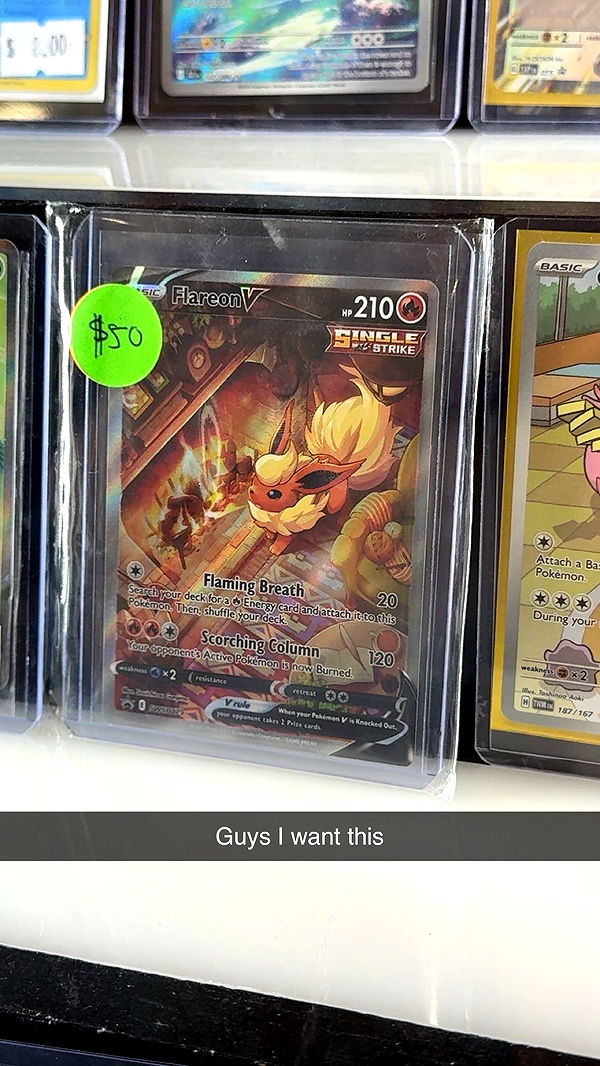 $ 8.00
weakness ×2
BASIC
Flareon V
HP 210
SINGLE
STRIKE
$50
BASIC
Flaming Breath 20
Search your deck for a Energy card and attach it to this
Pokémon. Then, shuffle your deck.
Scorching Column 120
Your opponent's Active Pokémon is now Burned.
weakness ×2 resistance retreat
V rule
When your Pokémon V is Knocked Out,
your opponent takes 2 Prize cards.
Attach a Bas
Pokémon.
During your
weakness ×2
Illus.
187/167
Guys I want this